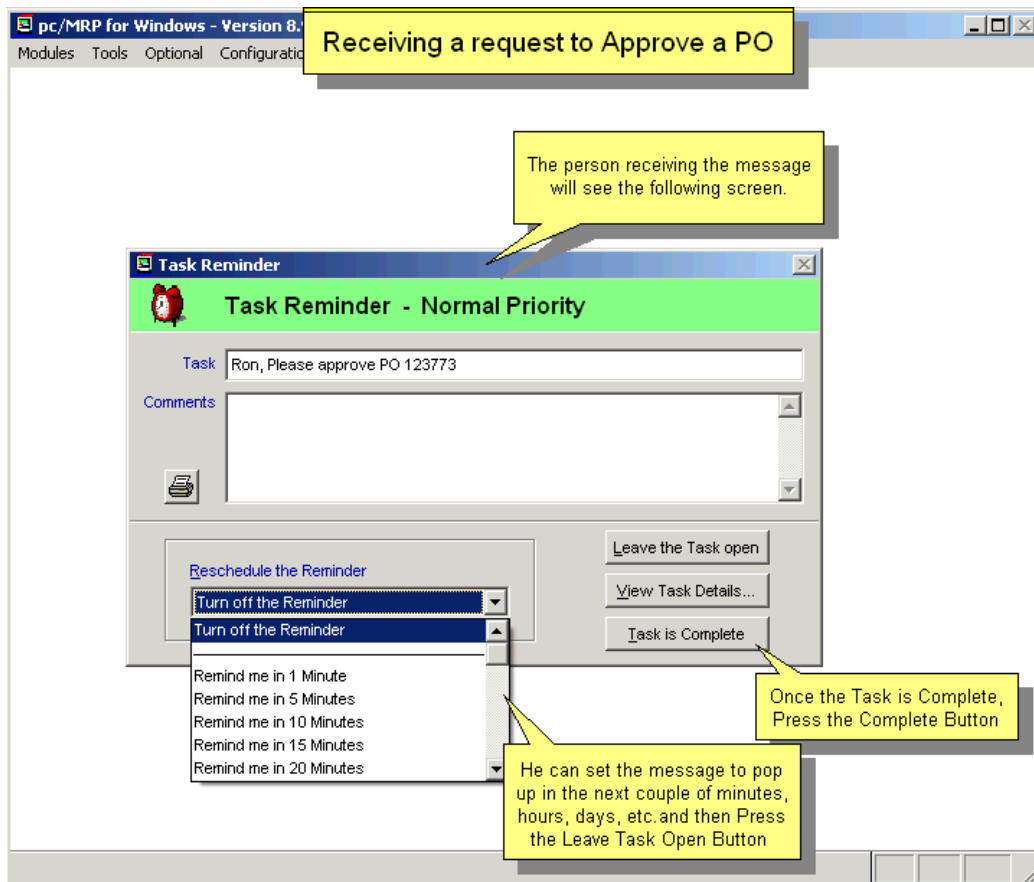 pc/MRP for Windows - Version 8.
Receiving a request to Approve a PO
Modules Tools Optional Configuratio
The person receiving the message
will see the following screen.
Task Reminder
Task Reminder - Normal Priority
Task
Ron, Please approve PO 123773
Comments
Reschedule the Reminder
Turn off the Reminder
Turn off the Reminder
Remind me in 1 Minute
Remind me in 5 Minutes
Remind me in 10 Minutes
Remind me in 15 Minutes
Remind me in 20 Minutes
Leave the Task open
View Task Details...
Task is Complete
Once the Task is Complete,
Press the Complete Button
He can set the message to pop
up in the next couple of minutes,
hours, days, etc.and then Press
the Leave Task Open Button